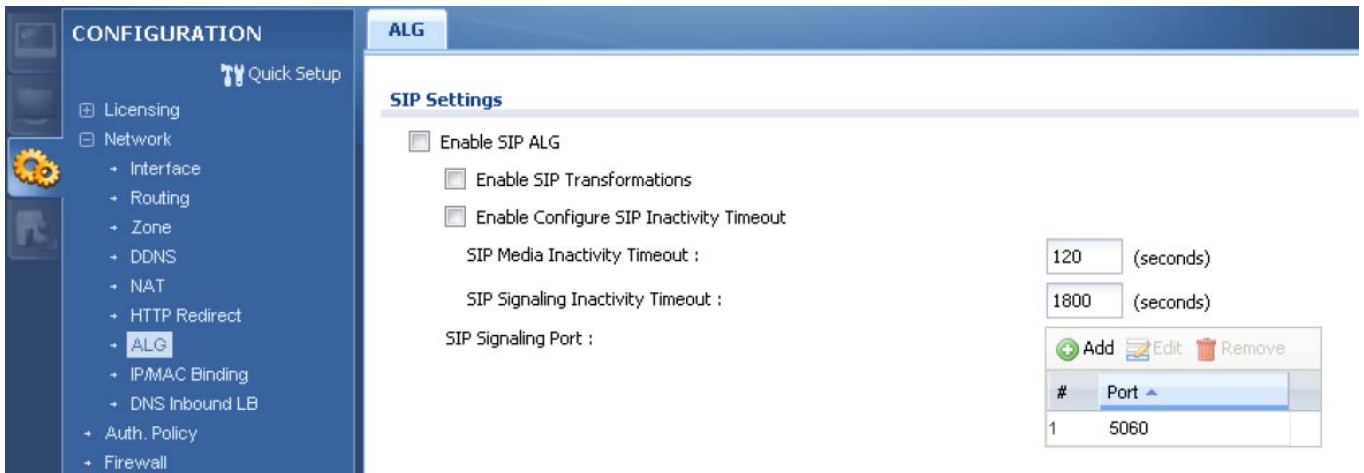 CONFIGURATION
Quick Setup
Licensing
Network
Interface
Routing
Zone
DDNS
NAT
HTTP Redirect
ALG
IP/MAC Binding
DNS Inbound LB
Auth. Policy
Firewall
ALG
SIP Settings
Enable SIP ALG
Enable SIP Transformations
Enable Configure SIP Inactivity Timeout
SIP Media Inactivity Timeout : 120 (seconds)
SIP Signaling Inactivity Timeout : 1800 (seconds)
SIP Signaling Port :
Add Edit Remove
# Port
1 5060